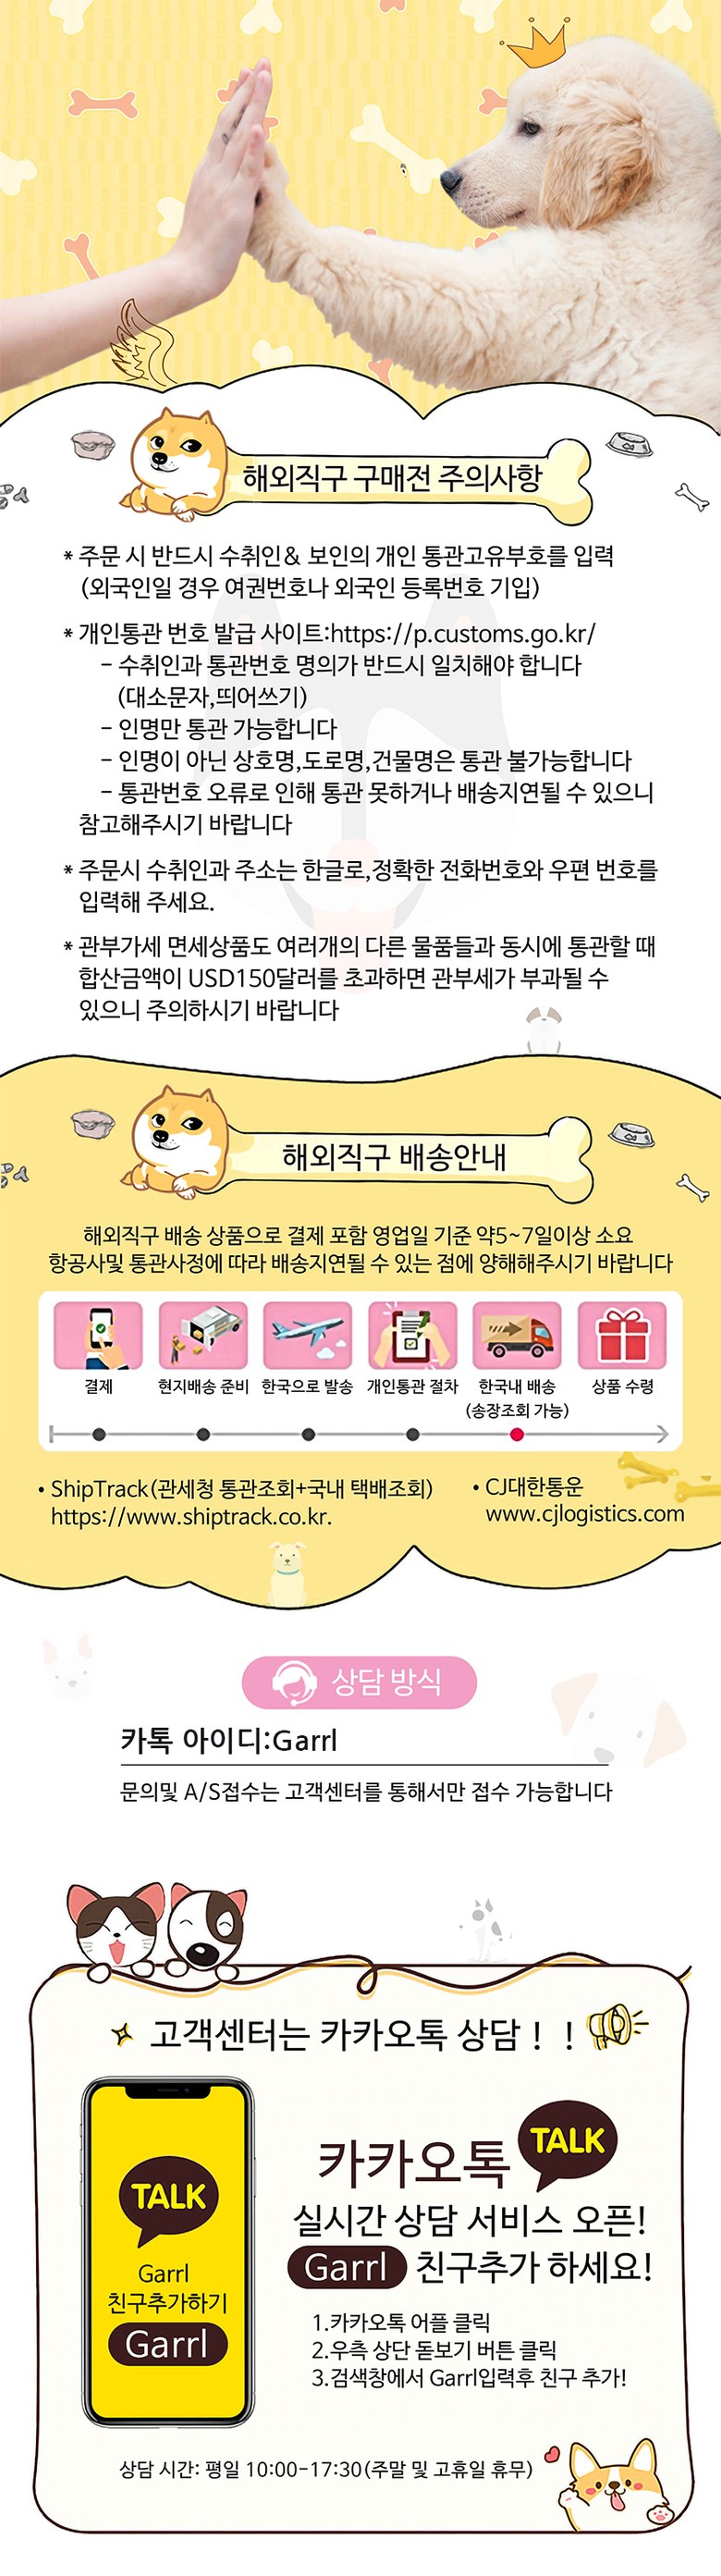 해외직구 구매전 주의사항
* 주문 시 반드시 수취인& 보인의 개인 통관고유부호를 입력
(외국인일 경우 여권번호나 외국인 등록번호 기입)
* 개인통관 번호 발급 사이트:https://p.customs.go.kr/
- 수취인과 통관번호 명의가 반드시 일치해야 합니다
(대소문자,띄어쓰기)
- 인명만 통관 가능합니다
- 인명이 아닌 상호명,도로명,건물명은 통관 불가능합니다
- 통관번호 오류로 인해 통관 못하거나 배송지연될 수 있으니
참고해주시기 바랍니다
* 주문시 수취인과 주소는 한글로,정확한 전화번호와 우편 번호를
입력해 주세요.
* 관부가세 면세상품도 여러개의 다른 물품들과 동시에 통관할 때
합산금액이 USD150달러를 초과하면 관부세가 부과될 수
있으니 주의하시기 바랍니다
해외직구 배송안내
해외직구 배송 상품으로 결제 포함 영업일 기준 약5~7일이상 소요
항공사및 통관사정에 따라 배송지연될 수 있는 점에 양해해주시기 바랍니다
결제 현지배송 준비 한국으로 발송 개인통관 절차 한국내 배송 상품 수령
(송장조회 가능)
• ShipTrack(관세청 통관조회+국내 택배조회)
https://www.shiptrack.co.kr.
• CJ대한통운
www.cjlogistics.com
상담 방식
카톡 아이디:Garrl
문의및 A/S접수는 고객센터를 통해서만 접수 가능합니다
고객센터는 카카오톡 상담 ! !
TALK
Garrl
친구추가하기
Garrl
카카오톡 TALK
실시간 상담 서비스 오픈!
Garrl 친구추가 하세요!
1.카카오톡 어플 클릭
2.우측 상단 돋보기 버튼 클릭
3.검색창에서 Garrl입력후 친구 추가!
상담 시간: 평일 10:00-17:30(주말 및 고휴일 휴무)